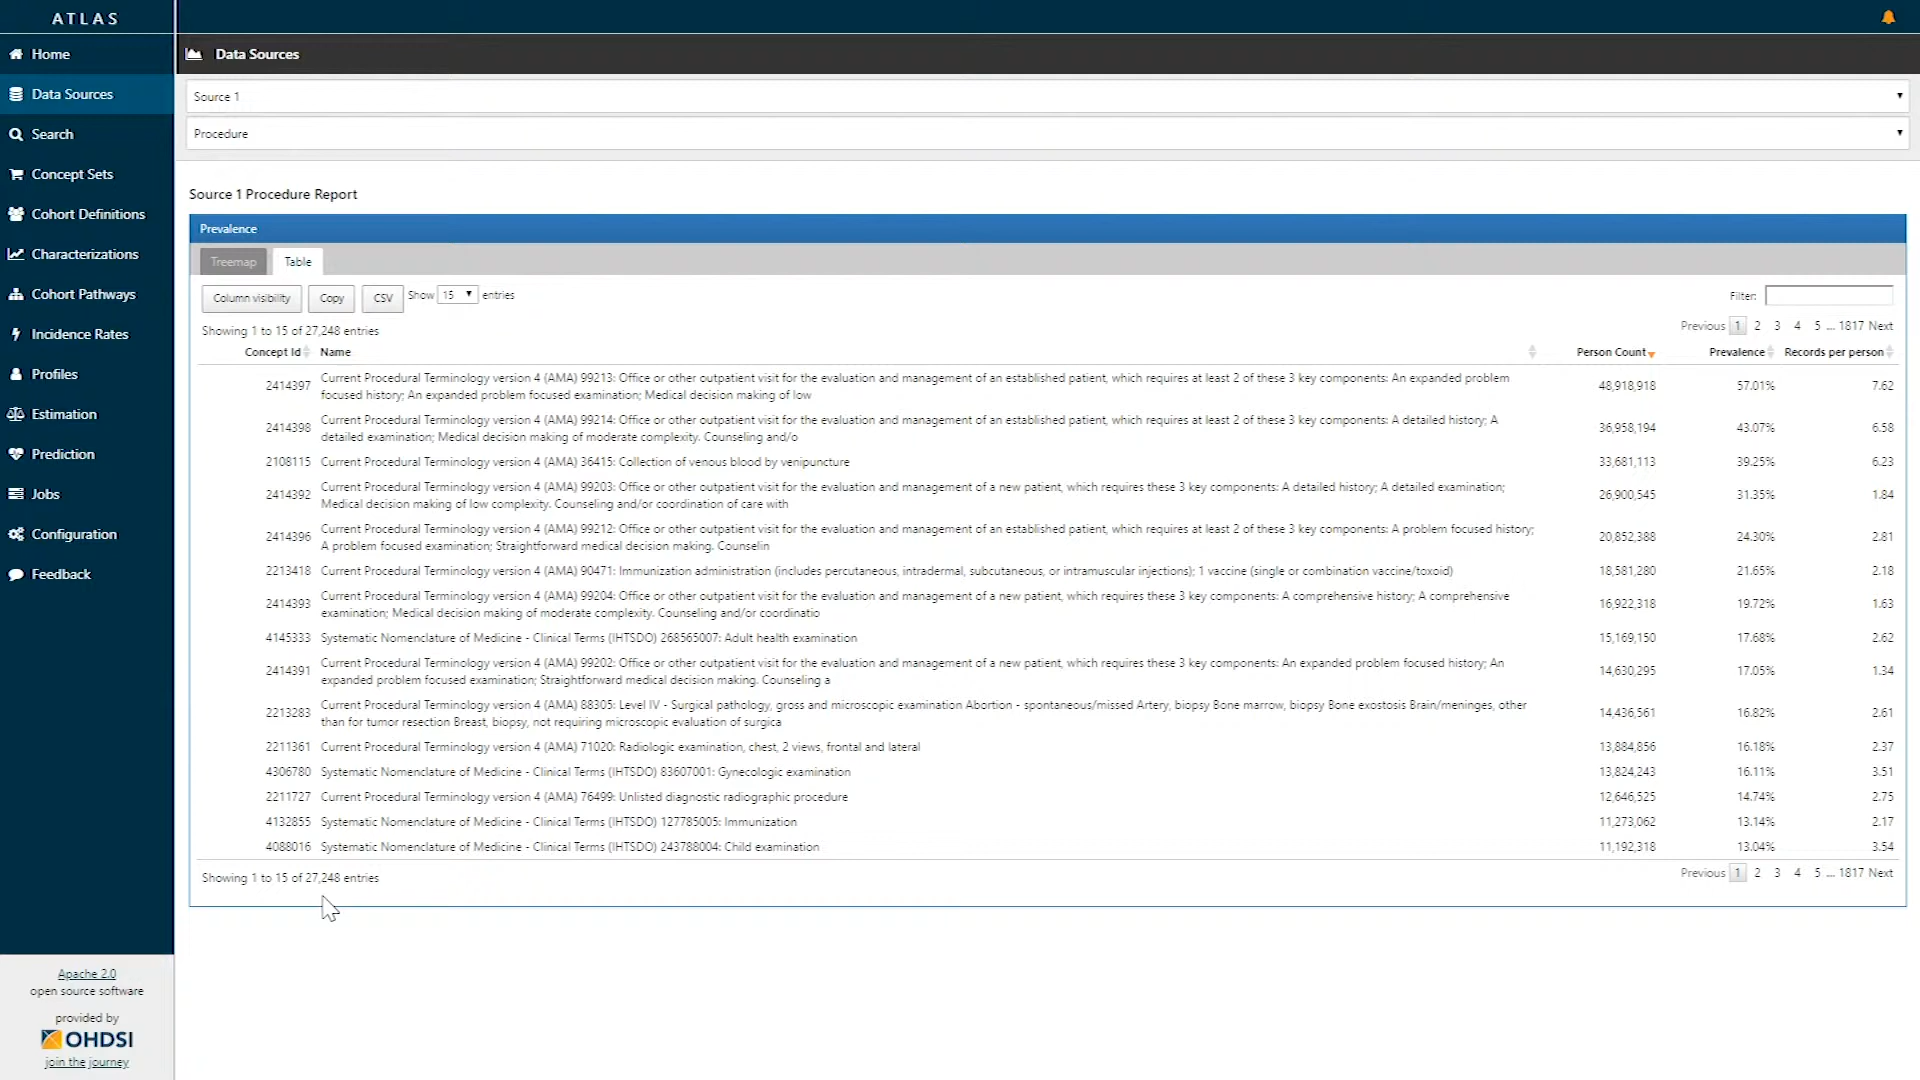 ATLAS
Home
Data Sources
Search
Concept Sets
Cohort Definitions
Characterizations
Cohort Pathways
Incidence Rates
Profiles
Estimation
Prediction
Jobs
Configuration
Feedback
Apache 2.0
open source software
provided by
OHDSI
join the journey
Data Sources
Source 1
Procedure
Source 1 Procedure Report
Prevalence
Treemap Table
Column visibility Copy CSV Show 15 entries Filter:
Showing 1 to 15 of 27,248 entries Previous 1 2 3 4 5 ... 1817 Next
Concept Id Name Person Count Prevalence Records per person
2414397 Current Procedural Terminology version 4 (AMA) 99213: Office or other outpatient visit for the evaluation and management of an established patient, which requires at least 2 of these 3 key components: An expanded problem 48,918,918 57.01% 7.62
focused history; An expanded problem focused examination; Medical decision making of low
2414398 Current Procedural Terminology version 4 (AMA) 99214: Office or other outpatient visit for the evaluation and management of an established patient, which requires at least 2 of these 3 key components: A detailed history; A 36,958,194 43.07% 6.58
detailed examination; Medical decision making of moderate complexity. Counseling and/o
2108115 Current Procedural Terminology version 4 (AMA) 36415: Collection of venous blood by venipuncture 33,681,113 39.25% 6.23
2414392 Current Procedural Terminology version 4 (AMA) 99203: Office or other outpatient visit for the evaluation and management of a new patient, which requires these 3 key components: A detailed history; A detailed examination; 26,900,545 31.35% 1.84
Medical decision making of low complexity. Counseling and/or coordination of care with
2414396 Current Procedural Terminology version 4 (AMA) 99212: Office or other outpatient visit for the evaluation and management of an established patient, which requires at least 2 of these 3 key components: A problem focused history; 20,852,388 24.30% 2.81
A problem focused examination; Straightforward medical decision making. Counselin
2213418 Current Procedural Terminology version 4 (AMA) 90471: Immunization administration (includes percutaneous, intradermal, subcutaneous, or intramuscular injections); 1 vaccine (single or combination vaccine/toxoid) 18,581,280 21.65% 2.18
2414393 Current Procedural Terminology version 4 (AMA) 99204: Office or other outpatient visit for the evaluation and management of a new patient, which requires these 3 key components: A comprehensive history; A comprehensive 16,922,318 19.72% 1.63
examination; Medical decision making of moderate complexity. Counseling and/or coordinatio
4145333 Systematic Nomenclature of Medicine - Clinical Terms (IHTSDO) 268565007: Adult health examination 15,169,150 17.68% 2.62
2414391 Current Procedural Terminology version 4 (AMA) 99202: Office or other outpatient visit for the evaluation and management of a new patient, which requires these 3 key components: An expanded problem focused history; An 14,630,295 17.05% 1.34
expanded problem focused examination; Straightforward medical decision making. Counseling a
2213283 Current Procedural Terminology version 4 (AMA) 88305: Level IV - Surgical pathology, gross and microscopic examination Abortion - spontaneous/missed Artery, biopsy Bone marrow, biopsy Bone exostosis Brain/meninges, other 14,436,561 16.82% 2.61
than for tumor resection Breast, biopsy, not requiring microscopic evaluation of surgica
2211361 Current Procedural Terminology version 4 (AMA) 71020: Radiologic examination, chest, 2 views, frontal and lateral 13,884,856 16.18% 2.37
4306780 Systematic Nomenclature of Medicine - Clinical Terms (IHTSDO) 83607001: Gynecologic examination 13,824,243 16.11% 3.51
2211727 Current Procedural Terminology version 4 (AMA) 76499: Unlisted diagnostic radiographic procedure 12,646,525 14.74% 2.75
4132855 Systematic Nomenclature of Medicine - Clinical Terms (IHTSDO) 127785005: Immunization 11,273,062 13.14% 2.17
4088016 Systematic Nomenclature of Medicine - Clinical Terms (IHTSDO) 243788004: Child examination 11,192,318 13.04% 3.54
Showing 1 to 15 of 27,248 entries Previous 1 2 3 4 5 ... 1817 Next